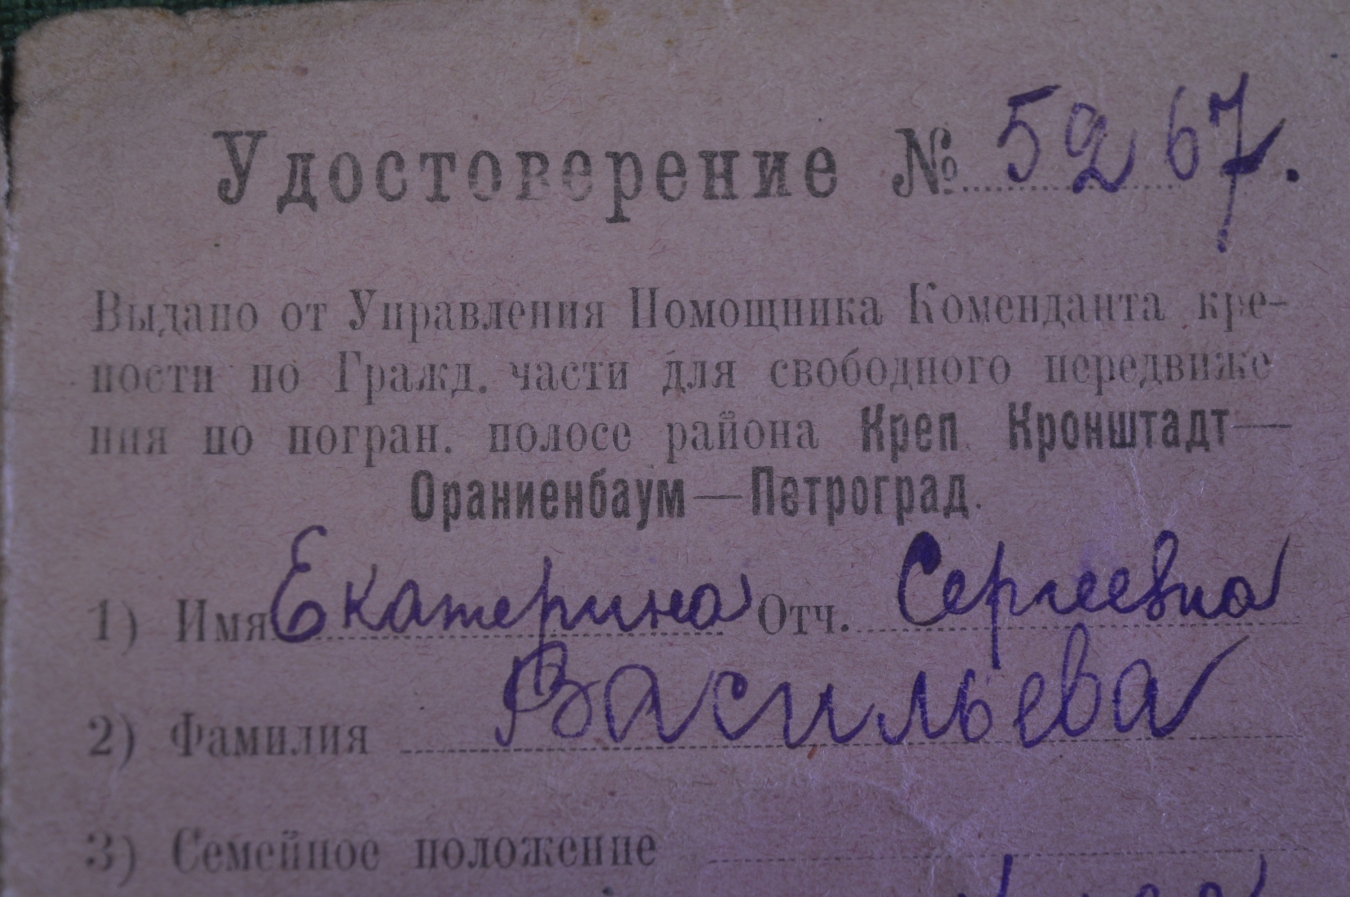 Удостоверение № 5267.
Выдано от Управления Помощника Коменданта кре-
пости по Гражд. части для свободного передвиже
ния по погран. полосе района Креп. Кронштадт—
Ораниенбаум—Петроград.
1) Имя Екатерина Отч. Сергеевна
2) Фамилия Васильева
3) Семейное положение